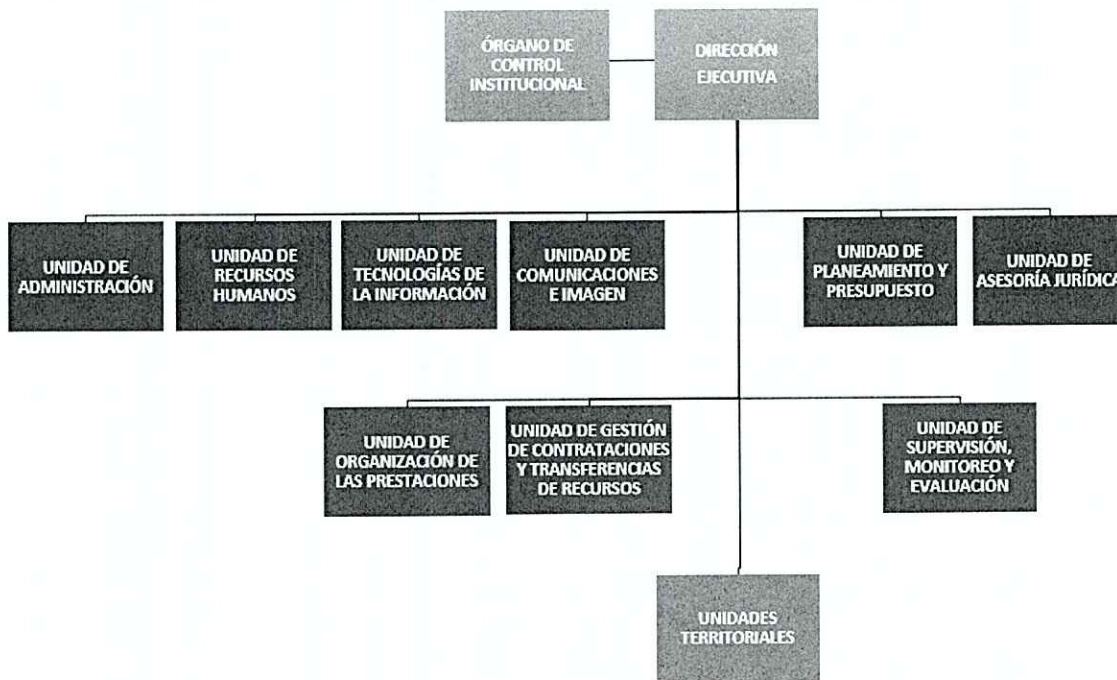 ÓRGANO DE
CONTROL
INSTITUCIONAL
DIRECCIÓN
EJECUTIVA
UNIDAD DE
ADMINISTRACIÓN
UNIDAD DE
RECURSOS
HUMANOS
UNIDAD DE
TECNOLOGÍAS DE
LA INFORMACIÓN
UNIDAD DE
COMUNICACIONES
E IMAGEN
UNIDAD DE
PLANEAMIENTO Y
PRESUPUESTO
UNIDAD DE
ASESORÍA JURÍDICA
UNIDAD DE
ORGANIZACIÓN DE
LAS PRESTACIONES
UNIDAD DE GESTIÓN
DE CONTRATACIONES
Y TRANSFERENCIAS
DE RECURSOS
UNIDAD DE
SUPERVISIÓN,
MONITOREO Y
EVALUACIÓN
UNIDADES
TERRITORIALES